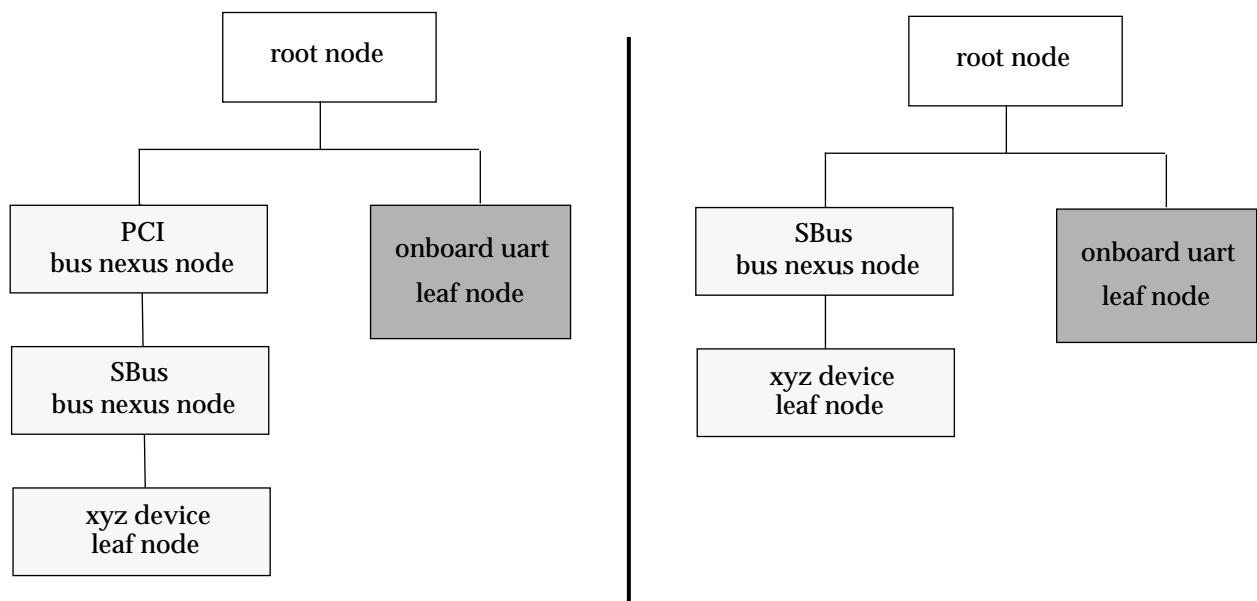 root node
PCI
bus nexus node
onboard uart
leaf node
SBus
bus nexus node
xyz device
leaf node
root node
SBus
bus nexus node
onboard uart
leaf node
xyz device
leaf node